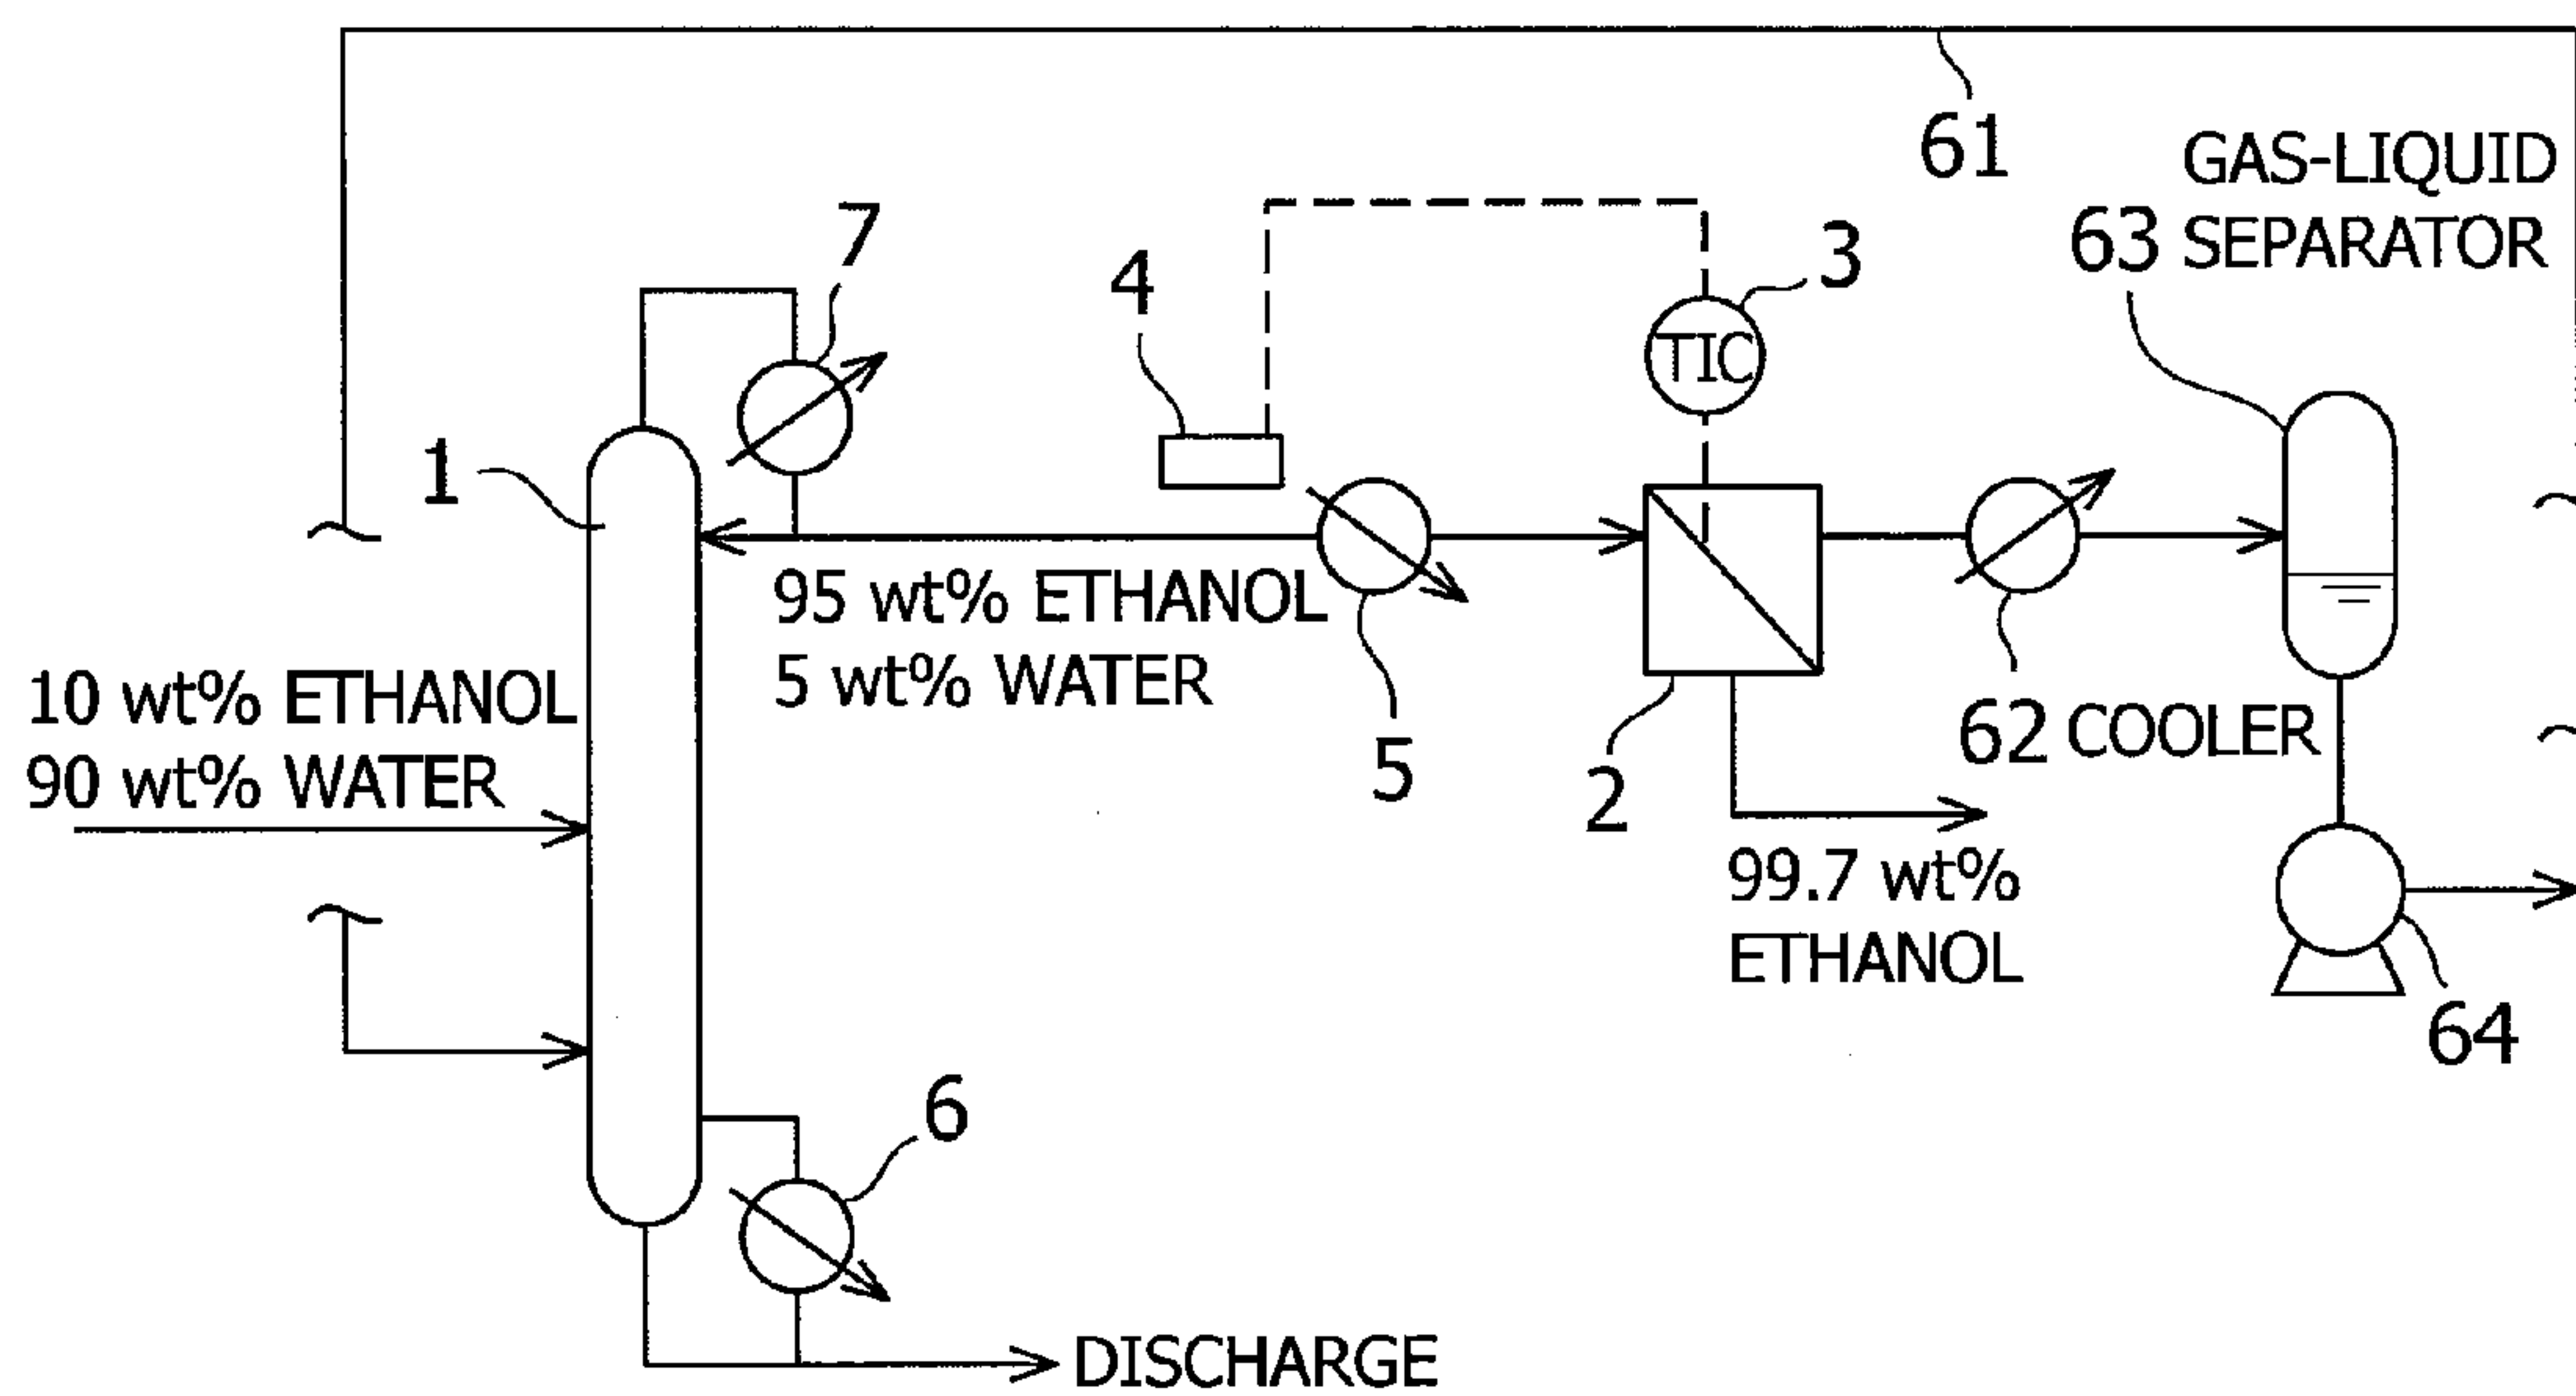 61
GAS-LIQUID
63 SEPARATOR
7
3
4
TIC
1
95 wt% ETHANOL
5 wt% WATER
10 wt% ETHANOL
90 wt% WATER
5
2
62 COOLER
99.7 wt%
ETHANOL
64
6
DISCHARGE